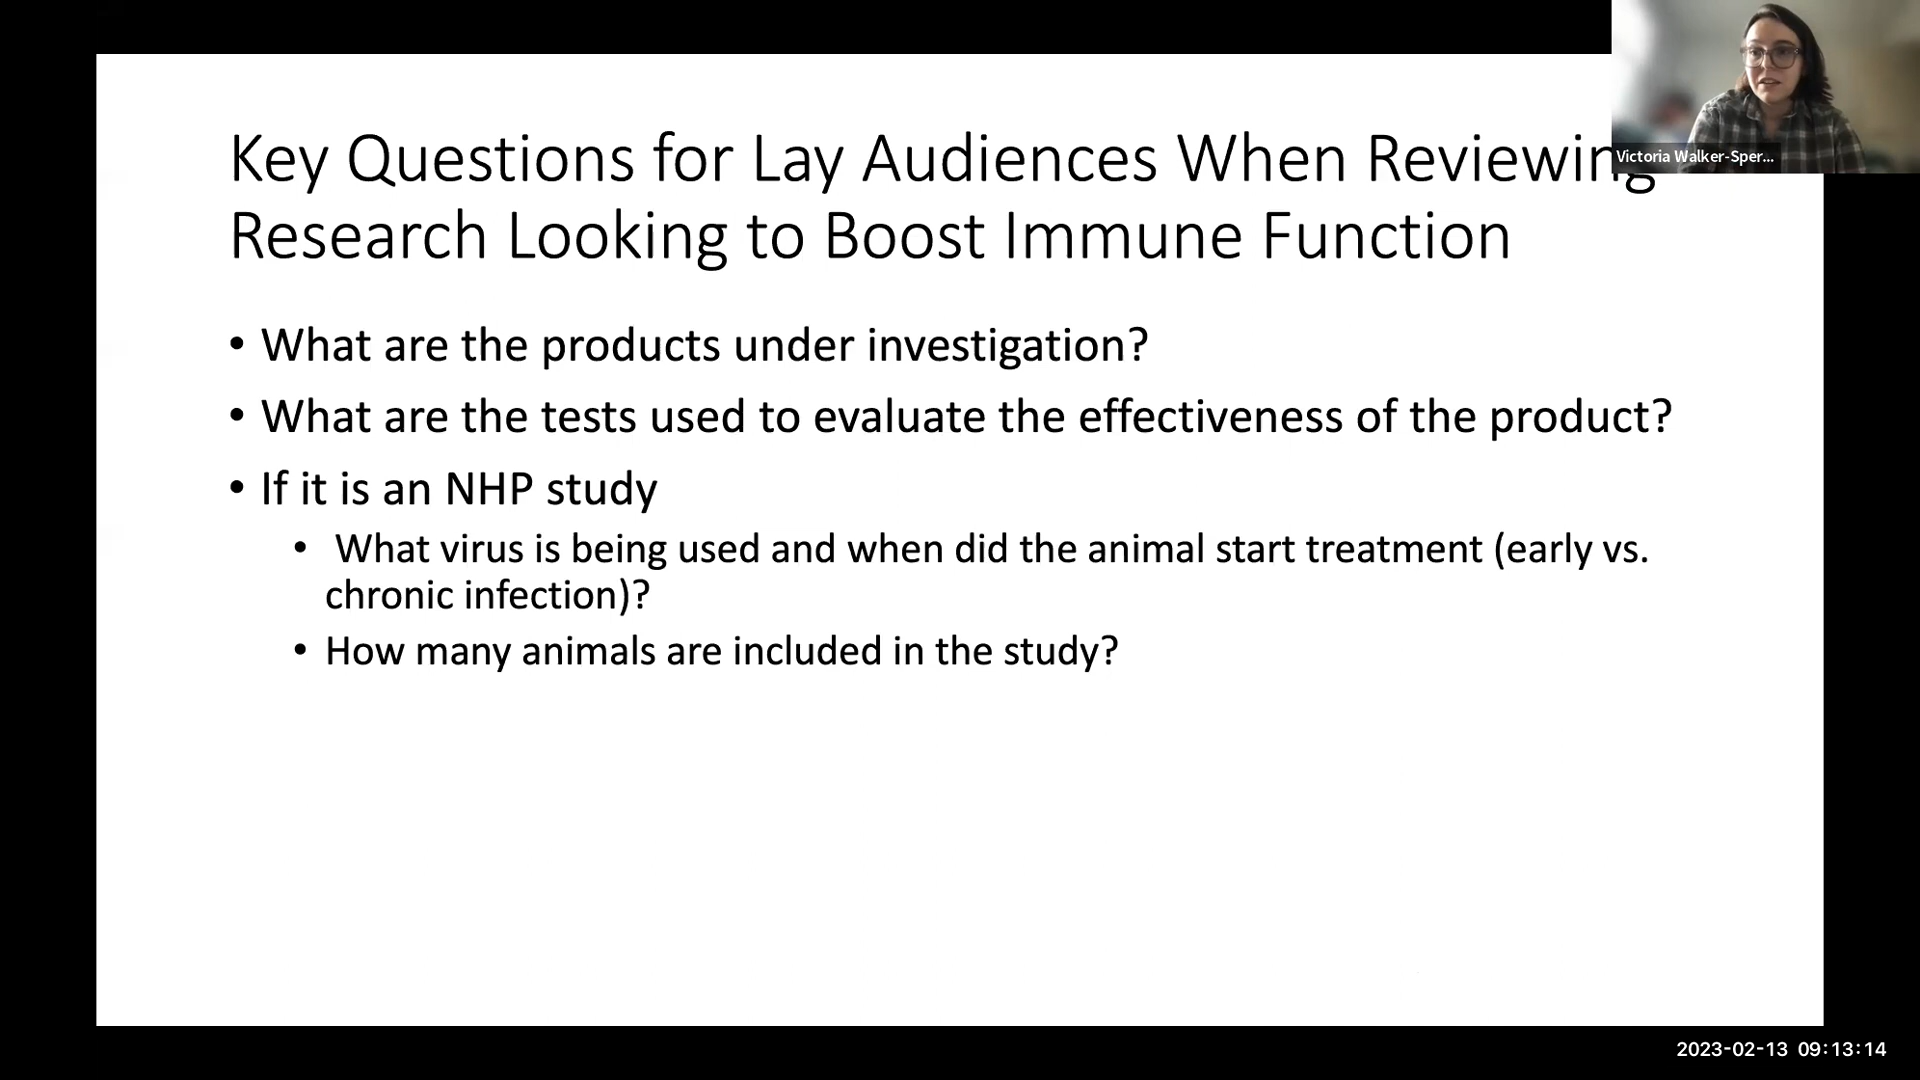 Key Questions for Lay Audiences When Reviewing
Research Looking to Boost Immune Function
• What are the products under investigation?
• What are the tests used to evaluate the effectiveness of the product?
• If it is an NHP study
• What virus is being used and when did the animal start treatment (early vs.
chronic infection)?
• How many animals are included in the study?
Victoria Walker-Sper...
2023-02-13 09:13:14